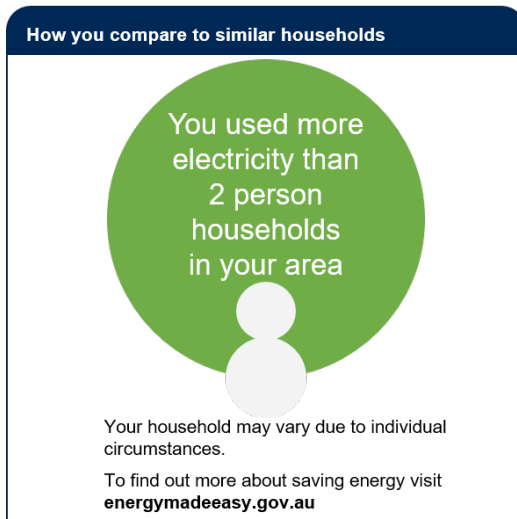 How you compare to similar households
You used more
electricity than
2 person
households
in your area
Your household may vary due to individual
circumstances.
To find out more about saving energy visit
energymadeeasy.gov.au